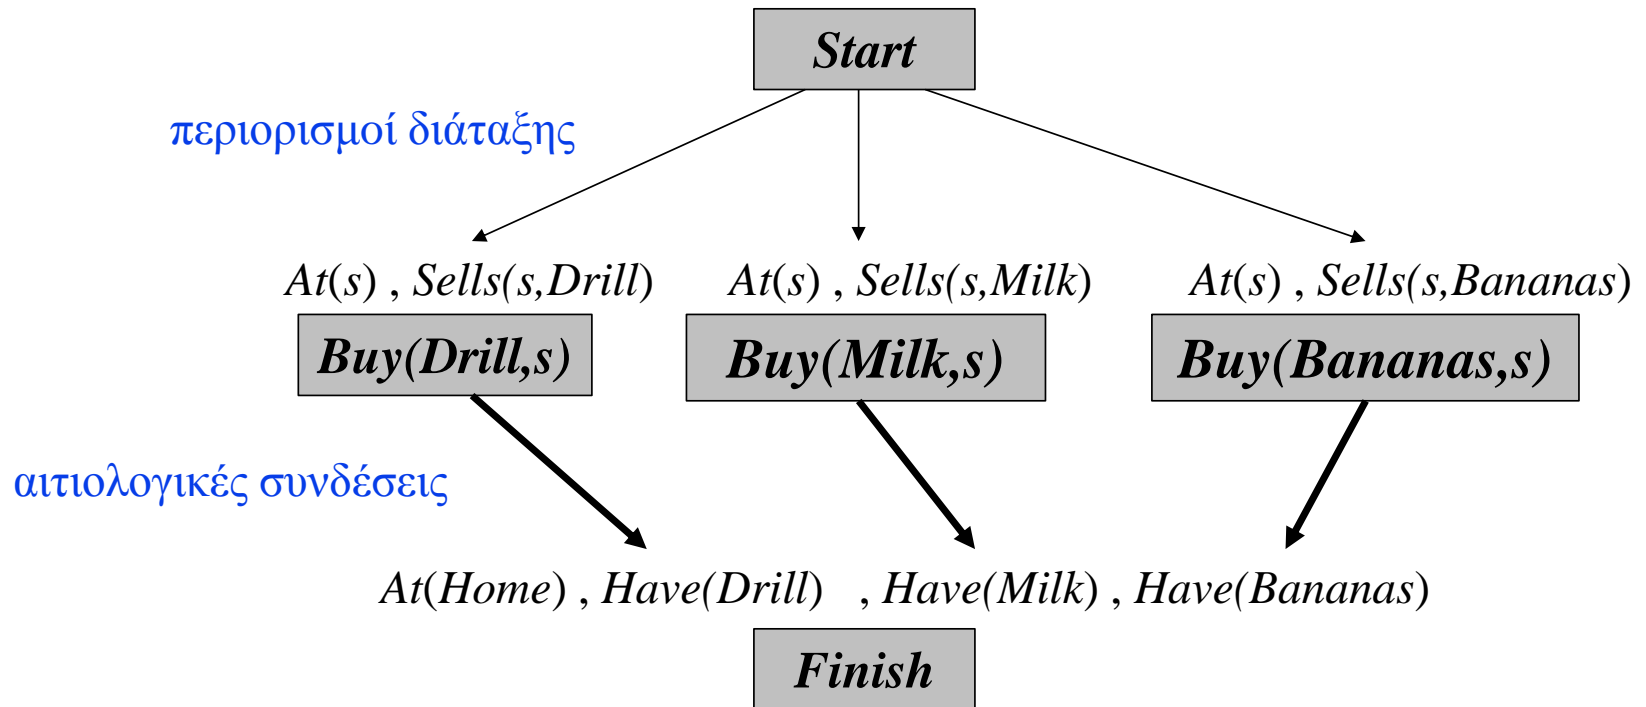 Start
περιορισμοί διάταξης
At(s) , Sells(s,Drill) At(s) , Sells(s,Milk) At(s) , Sells(s,Bananas)
Buy(Drill,s) Buy(Milk,s) Buy(Bananas,s)
αιτιολογικές συνδέσεις
At(Home) , Have(Drill) , Have(Milk) , Have(Bananas)
Finish